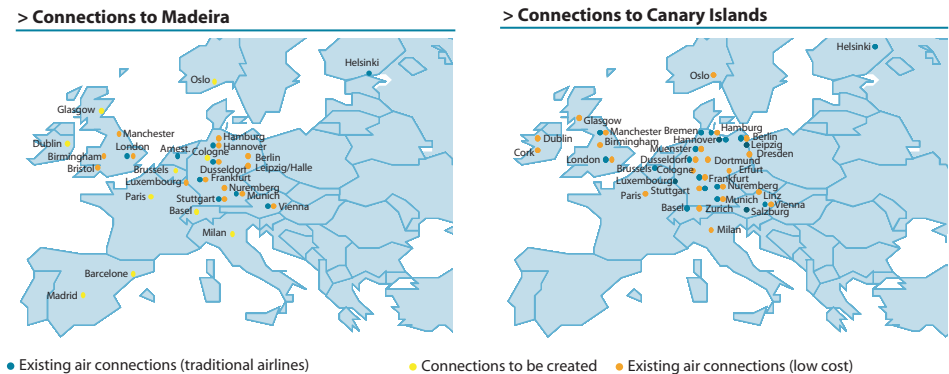 > Connections to Madeira
Helsinki
Oslo
Glasgow
Manchester
Dublin
London
Amest.
Hamburg
Hannover
Cologne
Birmingham
Berlin
Bristol
Brussels
Dusseldorf
Leipzig/Halle
Luxembourg
Frankfurt
Nuremberg
Paris
Stuttgart
Munich
Basel
Vienna
Milan
Barcelone
Madrid
> Connections to Canary Islands
Helsinki
Oslo
Glasgow
Manchester
Bremen
Hamburg
Dublin
Birmingham
Hannover
Berlin
Leipzig
Cork
Muenster
Dresden
London
Dusseldorf
Dortmund
Brussels
Cologne
Erfurt
Luxembourg
Frankfurt
Paris
Stuttgart
Nuremberg
Linz
Munich
Vienna
Basel
Zurich
Salzburg
Milan
Existing air connections (traditional airlines)
Connections to be created
Existing air connections (low cost)